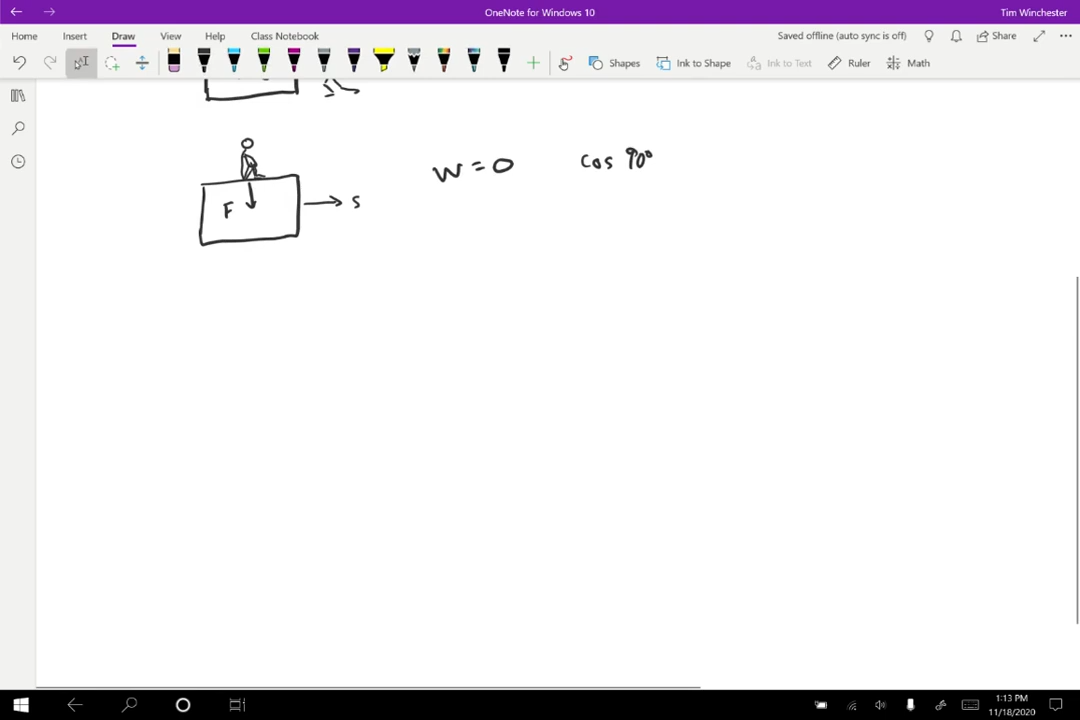 OneNote for Windows 10
Tim Winchester
Home Insert Draw View Help Class Notebook
Saved offline (auto sync is off) Share
Shapes Ink to Shape Ink to Text Ruler Math
W = 0 cos 90°
F S
1:13 PM
11/18/2020